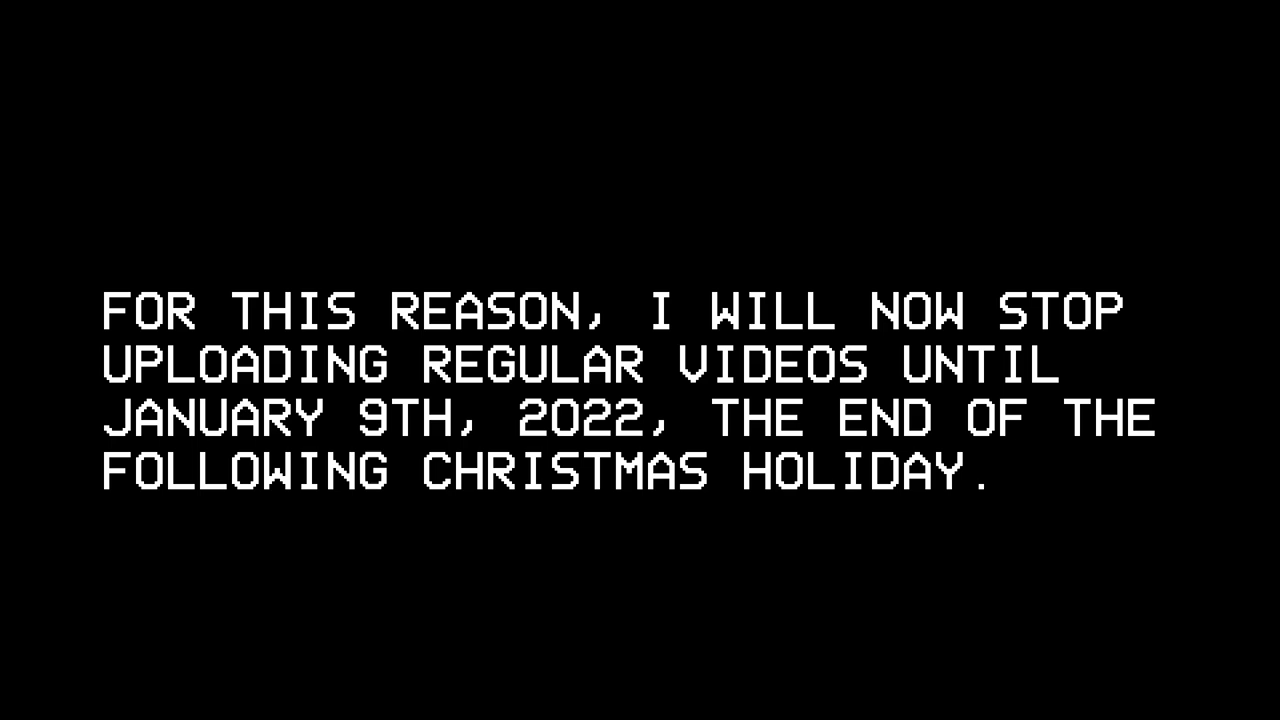 FOR THIS REASON, I WILL NOW STOP
UPLOADING REGULAR VIDEOS UNTIL
JANUARY 9TH, 2022, THE END OF THE
FOLLOWING CHRISTMAS HOLIDAY.